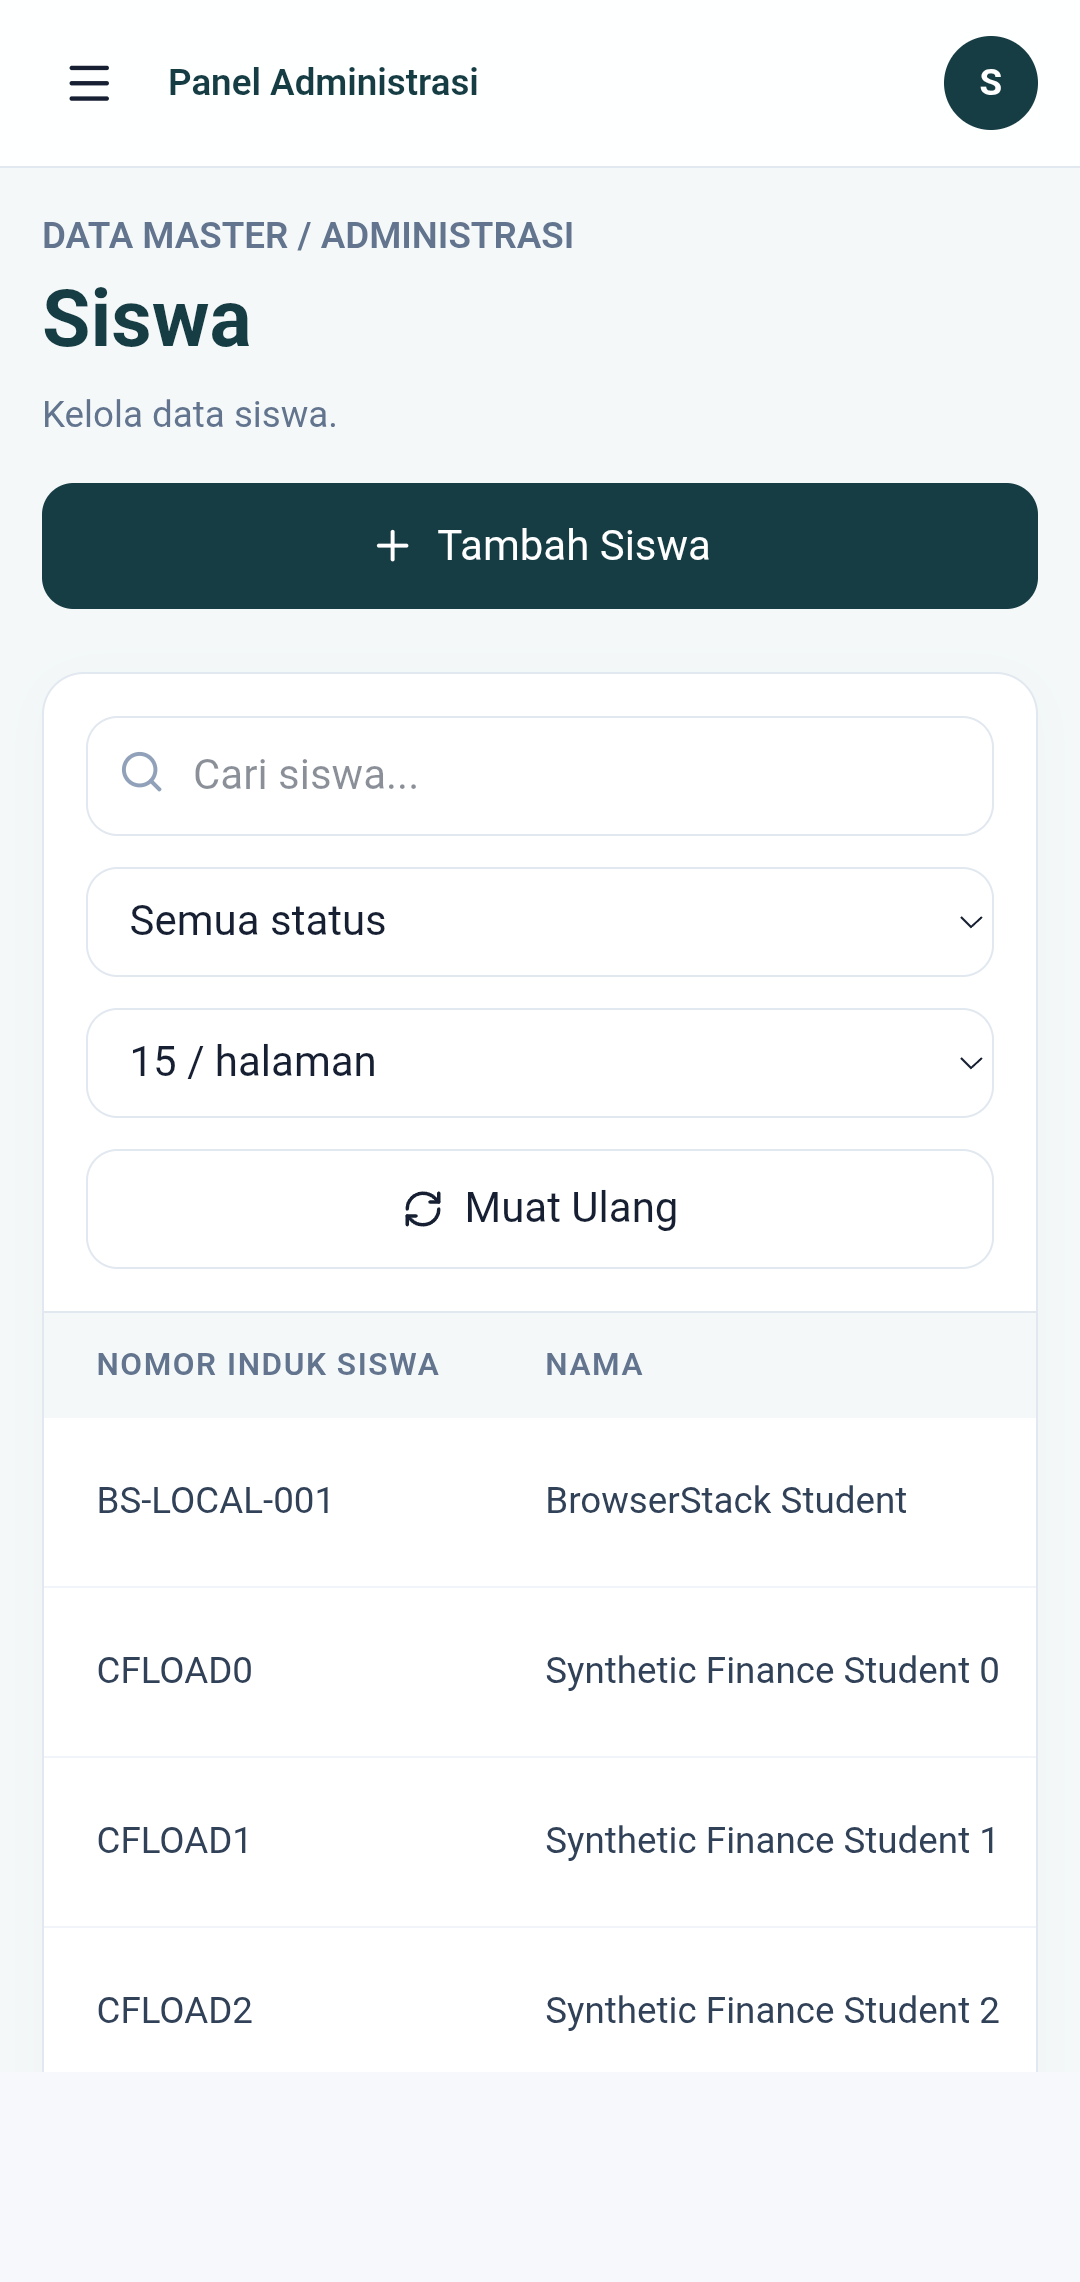 Panel Administrasi
S
DATA MASTER / ADMINISTRASI
Siswa
Kelola data siswa.
Tambah Siswa
Cari siswa...
Semua status
15 / halaman
Muat Ulang
NOMOR INDUK SISWA NAMA
BS-LOCAL-001 BrowserStack Student
CFLOAD0 Synthetic Finance Student 0
CFLOAD1 Synthetic Finance Student 1
CFLOAD2 Synthetic Finance Student 2